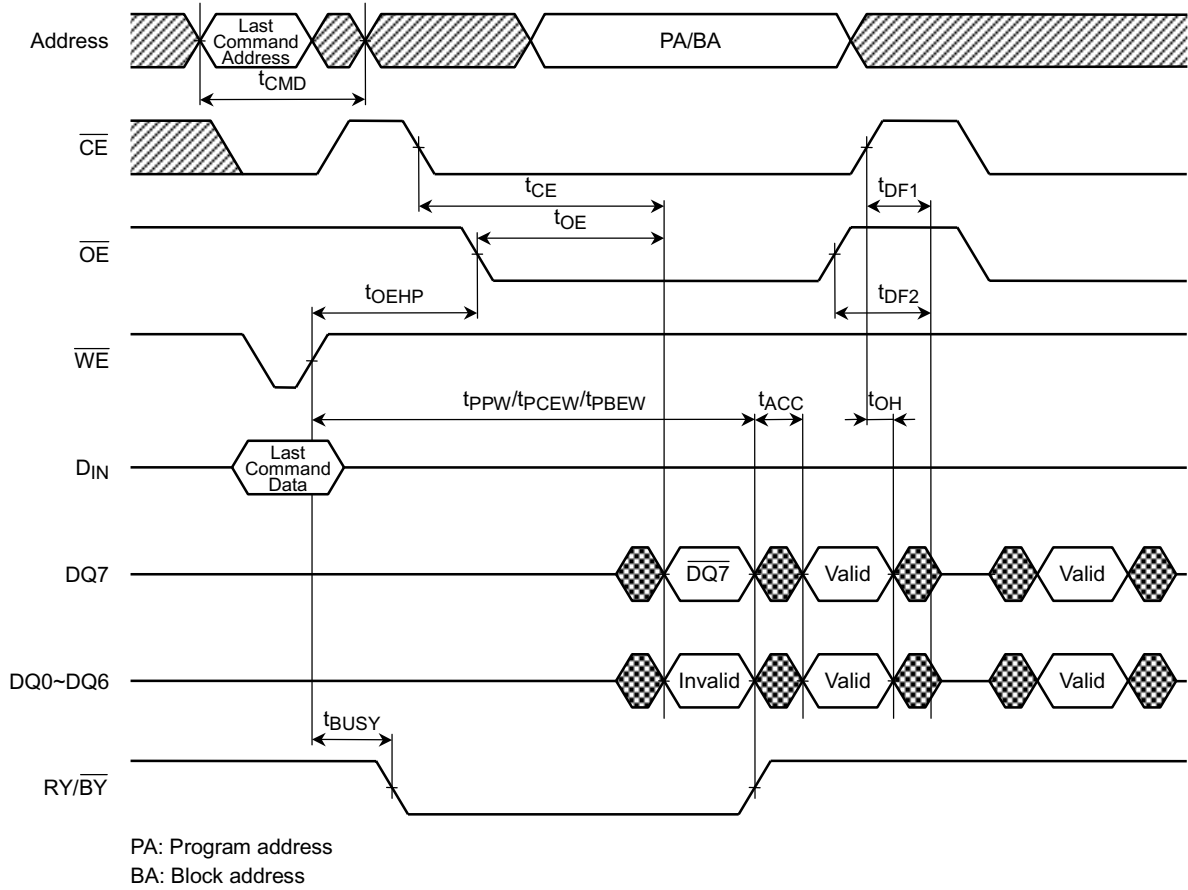 Address
Last
Command
Address
PA/BA
tCMD
CE
tCE
tDF1
tOE
OE
tOEHP
tDF2
WE
tPPW/tPCEW/tPBEW
tACC
tOH
DIN
Last
Command
Data
DQ7
DQ7
Valid
Valid
DQ0~DQ6
Invalid
Valid
Valid
tBUSY
RY/BY
PA: Program address
BA: Block address